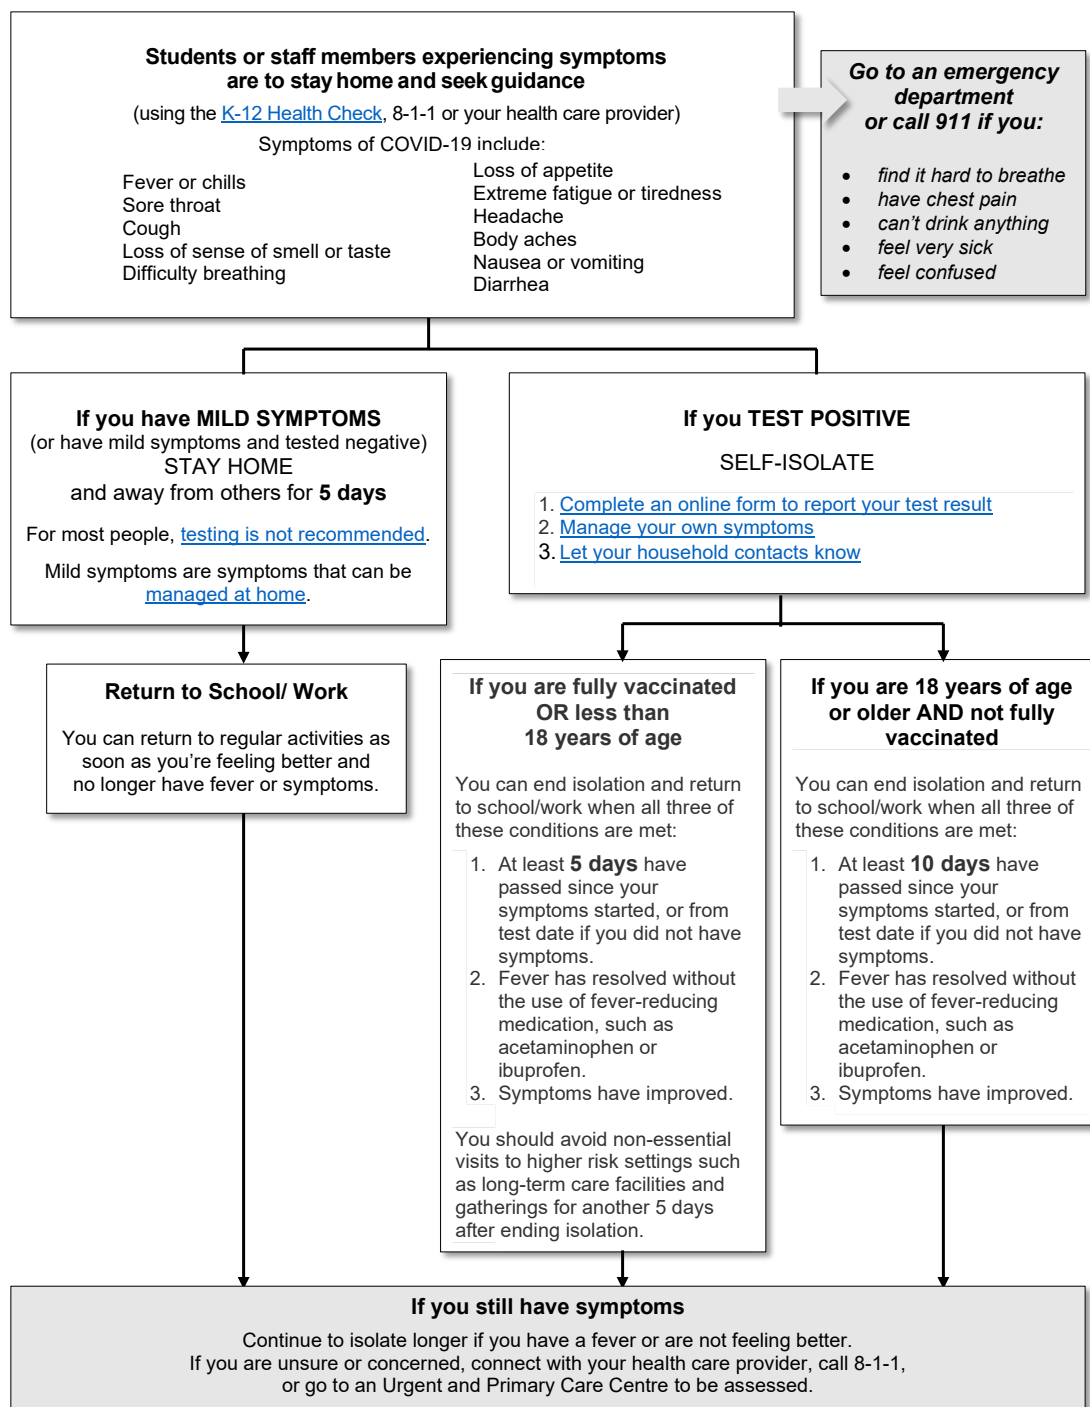 Students or staff members experiencing symptoms
are to stay home and seek guidance
(using the K-12 Health Check, 8-1-1 or your health care provider)
Symptoms of COVID-19 include:
Fever or chills
Sore throat
Cough
Loss of sense of smell or taste
Difficulty breathing
Loss of appetite
Extreme fatigue or tiredness
Headache
Body aches
Nausea or vomiting
Diarrhea
Go to an emergency
department
or call 911 if you:
• find it hard to breathe
• have chest pain
• can't drink anything
• feel very sick
• feel confused
If you have MILD SYMPTOMS
(or have mild symptoms and tested negative)
STAY HOME
and away from others for 5 days
For most people, testing is not recommended.
Mild symptoms are symptoms that can be
managed at home.
If you TEST POSITIVE
SELF-ISOLATE
1. Complete an online form to report your test result
2. Manage your own symptoms
3. Let your household contacts know
Return to School/ Work
You can return to regular activities as
soon as you're feeling better and
no longer have fever or symptoms.
If you are fully vaccinated
OR less than
18 years of age
You can end isolation and return
to school/work when all three of
these conditions are met:
1. At least 5 days have
passed since your
symptoms started, or from
test date if you did not have
symptoms.
2. Fever has resolved without
the use of fever-reducing
medication, such as
acetaminophen or
ibuprofen.
3. Symptoms have improved.
You should avoid non-essential
visits to higher risk settings such
as long-term care facilities and
gatherings for another 5 days
after ending isolation.
If you are 18 years of age
or older AND not fully
vaccinated
You can end isolation and return
to school/work when all three of
these conditions are met:
1. At least 10 days have
passed since your
symptoms started, or from
test date if you did not have
symptoms.
2. Fever has resolved without
the use of fever-reducing
medication, such as
acetaminophen or
ibuprofen.
3. Symptoms have improved.
If you still have symptoms
Continue to isolate longer if you have a fever or are not feeling better.
If you are unsure or concerned, connect with your health care provider, call 8-1-1,
or go to an Urgent and Primary Care Centre to be assessed.